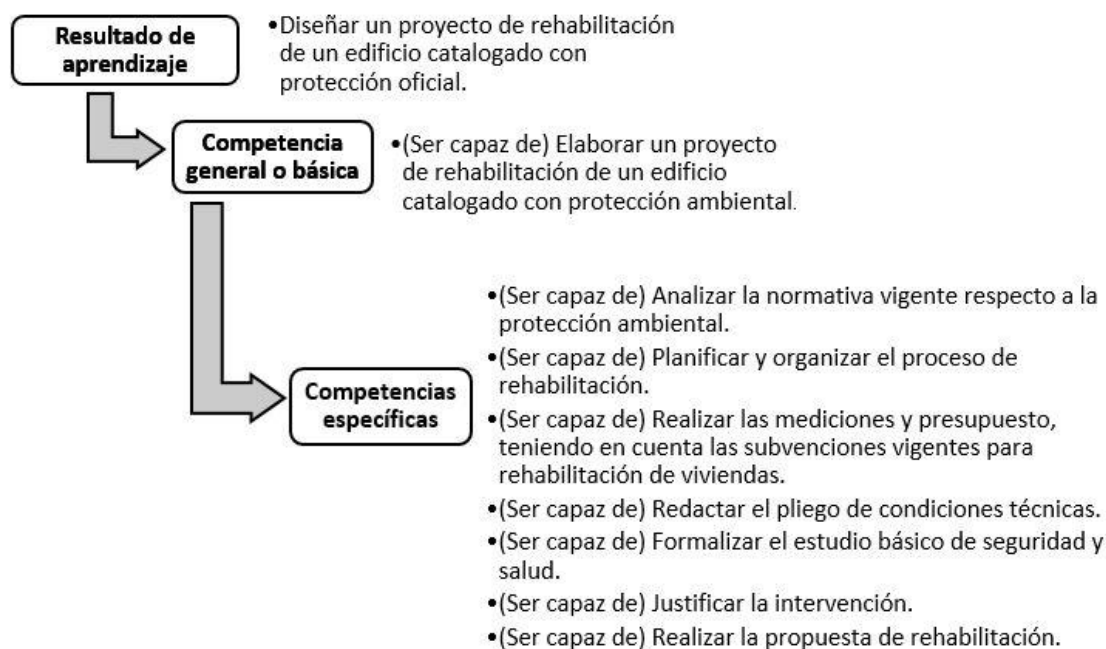 Resultado de
aprendizaje
•Diseñar un proyecto de rehabilitación
de un edificio catalogado con
protección oficial.
Competencia
general o básica
•(Ser capaz de) Elaborar un proyecto
de rehabilitación de un edificio
catalogado con protección ambiental.
Competencias
específicas
•(Ser capaz de) Analizar la normativa vigente respecto a la
protección ambiental.
•(Ser capaz de) Planificar y organizar el proceso de
rehabilitación.
•(Ser capaz de) Realizar las mediciones y presupuesto,
teniendo en cuenta las subvenciones vigentes para
rehabilitación de viviendas.
•(Ser capaz de) Redactar el pliego de condiciones técnicas.
•(Ser capaz de) Formalizar el estudio básico de seguridad y
salud.
•(Ser capaz de) Justificar la intervención.
•(Ser capaz de) Realizar la propuesta de rehabilitación.